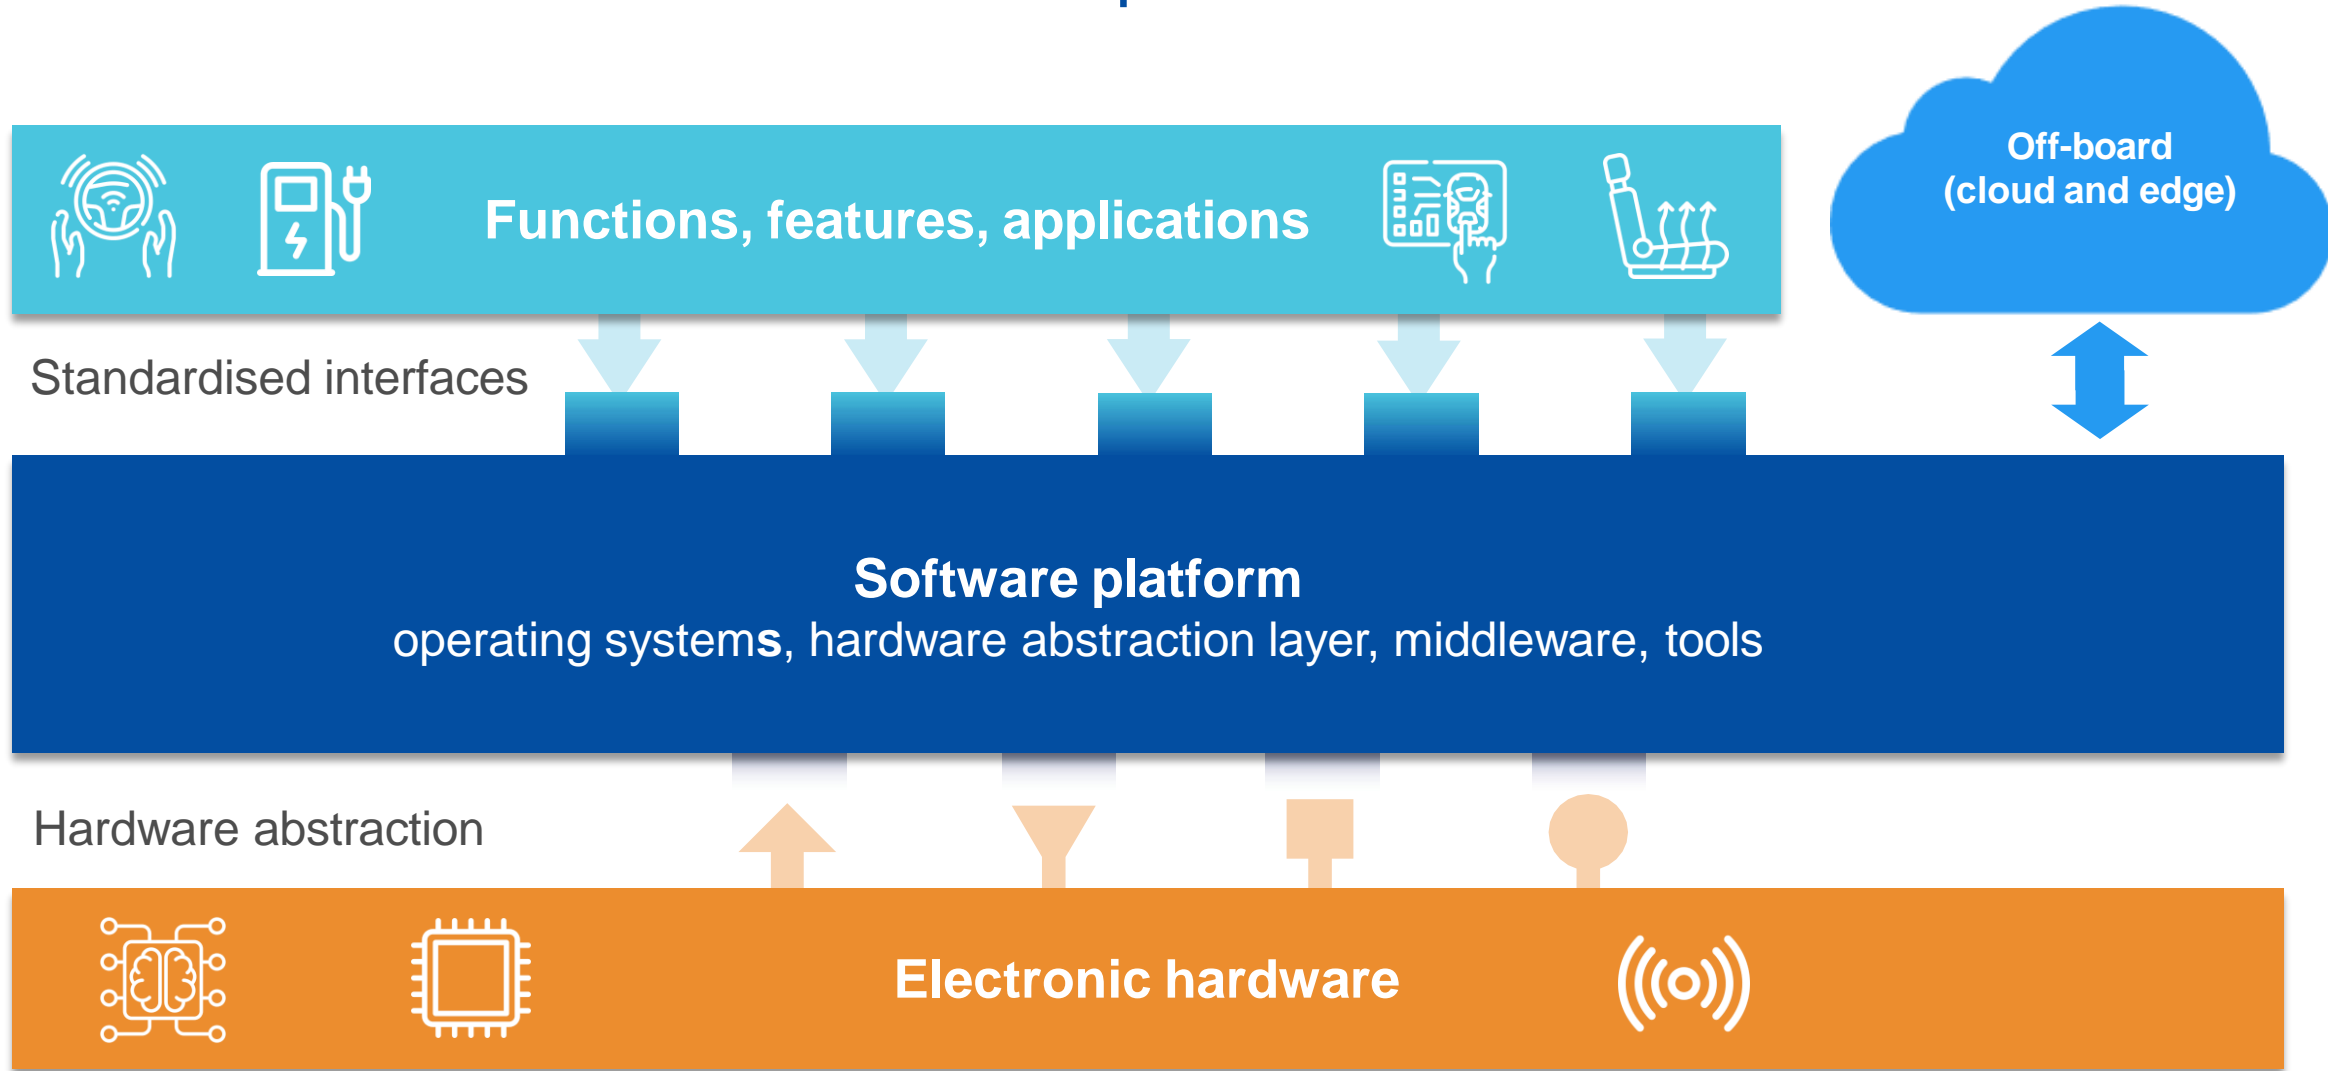 Off-board
(cloud and edge)
Functions, features, applications
Standardised interfaces
Software platform
operating systems, hardware abstraction layer, middleware, tools
Hardware abstraction
Electronic hardware